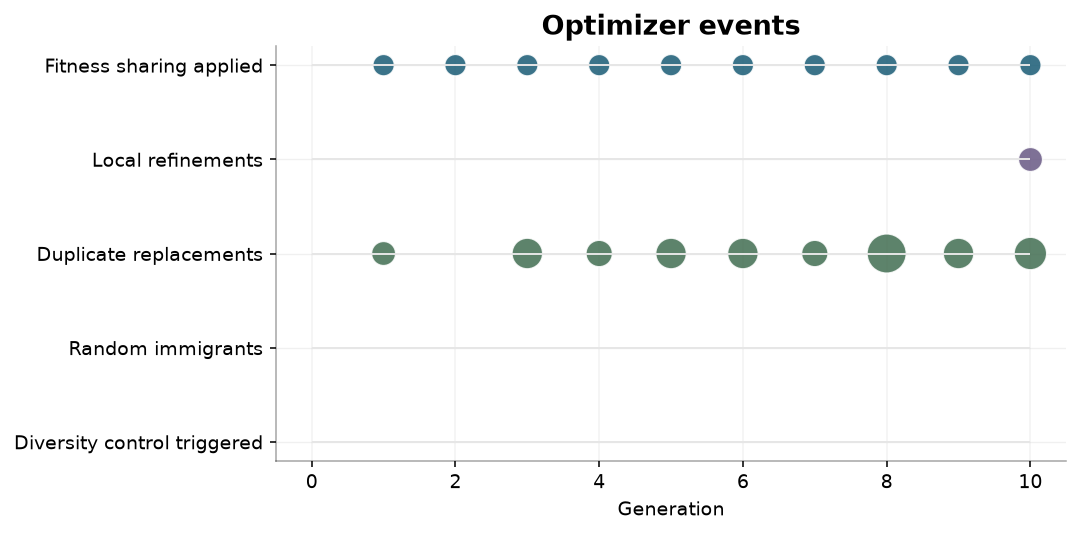 Optimizer events
Fitness sharing applied
Local refinements
Duplicate replacements
Random immigrants
Diversity control triggered
0 2 4 6 8 10
Generation